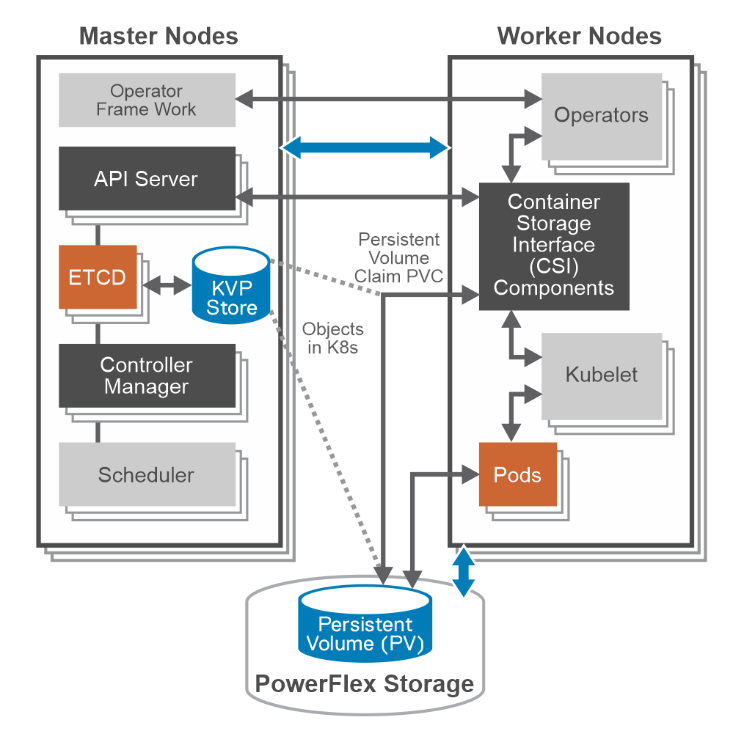 Master Nodes
Worker Nodes
Operator
Frame Work
Operators
API Server
Container
Storage
Interface
(CSI)
Components
Persistent
Volume
Claim PVC
ETCD
KVP
Store
Objects
in K8s
Controller
Manager
Kubelet
Scheduler
Pods
Persistent
Volume (PV)
PowerFlex Storage